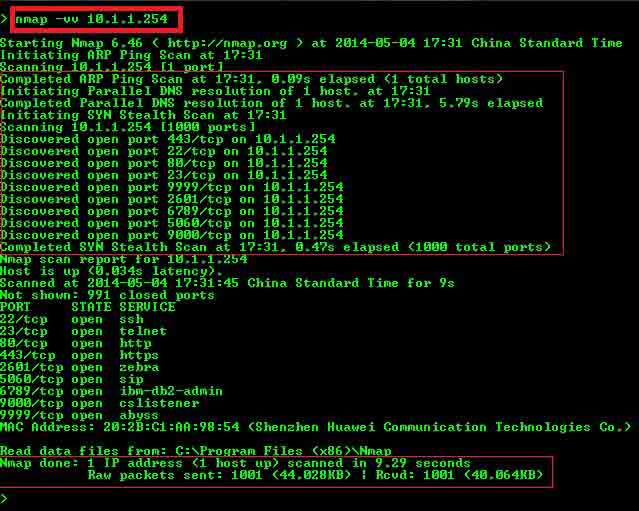 > nmap -vv 10.1.1.254
Starting Nmap 6.46 ( http://nmap.org ) at 2014-05-04 17:31 China Standard Time
Initiating ARP Ping Scan at 17:31
Scanning 10.1.1.254 [1 port]
Completed ARP Ping Scan at 17:31, 0.09s elapsed (1 total hosts)
Initiating Parallel DNS resolution of 1 host. at 17:31
Completed Parallel DNS resolution of 1 host. at 17:31, 5.79s elapsed
Initiating SYN Stealth Scan at 17:31
Scanning 10.1.1.254 [1000 ports]
Discovered open port 443/tcp on 10.1.1.254
Discovered open port 22/tcp on 10.1.1.254
Discovered open port 80/tcp on 10.1.1.254
Discovered open port 23/tcp on 10.1.1.254
Discovered open port 9999/tcp on 10.1.1.254
Discovered open port 2601/tcp on 10.1.1.254
Discovered open port 6789/tcp on 10.1.1.254
Discovered open port 5060/tcp on 10.1.1.254
Discovered open port 9000/tcp on 10.1.1.254
Completed SYN Stealth Scan at 17:31, 0.47s elapsed (1000 total ports)
Nmap scan report for 10.1.1.254
Host is up (0.034s latency).
Scanned at 2014-05-04 17:31:45 China Standard Time for 9s
Not shown: 991 closed ports
PORT     STATE SERVICE
22/tcp   open  ssh
23/tcp   open  telnet
80/tcp   open  http
443/tcp  open  https
2601/tcp open  zebra
5060/tcp open  sip
6789/tcp open  ibm-db2-admin
9000/tcp open  cslistener
9999/tcp open  abyss
MAC Address: 20:2B:C1:AA:98:54 (Shenzhen Huawei Communication Technologies Co.)
Read data files from: C:\Program Files (x86)\Nmap
Nmap done: 1 IP address (1 host up) scanned in 9.29 seconds
Raw packets sent: 1001 (44.028KB) | Rcvd: 1001 (40.064KB)
>